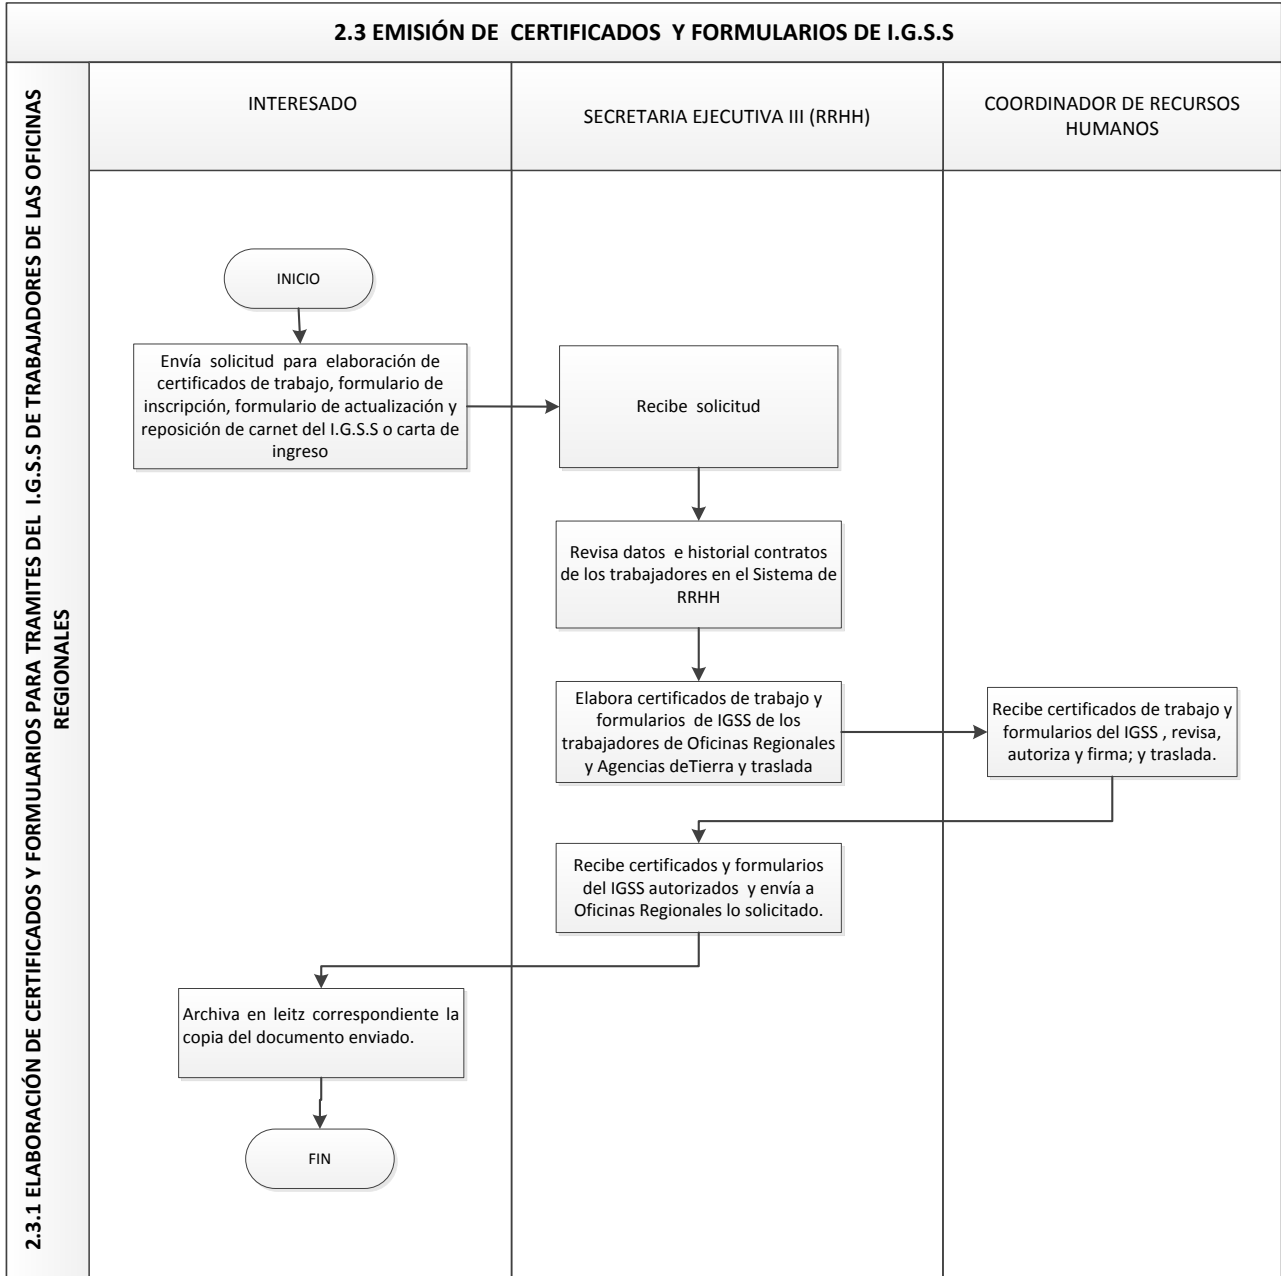 2.3 EMISIÓN DE CERTIFICADOS Y FORMULARIOS DE I.G.S.S
2.3.1 ELABORACIÓN DE CERTIFICADOS Y FORMULARIOS PARA TRAMITES DEL I.G.S.S DE TRABAJADORES DE LAS OFICINAS
REGIONALES
INTERESADO
SECRETARIA EJECUTIVA III (RRHH)
COORDINADOR DE RECURSOS
HUMANOS
INICIO
Envía solicitud para elaboración de
certificados de trabajo, formulario de
inscripción, formulario de actualización y
reposición de carnet del I.G.S.S o carta de
ingreso
Recibe solicitud
Revisa datos e historial contratos
de los trabajadores en el Sistema de
RRHH
Elabora certificados de trabajo y
formularios de IGSS de los
trabajadores de Oficinas Regionales
y Agencias deTierra y traslada
Recibe certificados de trabajo y
formularios del IGSS , revisa,
autoriza y firma; y traslada.
Recibe certificados y formularios
del IGSS autorizados y envía a
Oficinas Regionales lo solicitado.
Archiva en leitz correspondiente la
copia del documento enviado.
FIN